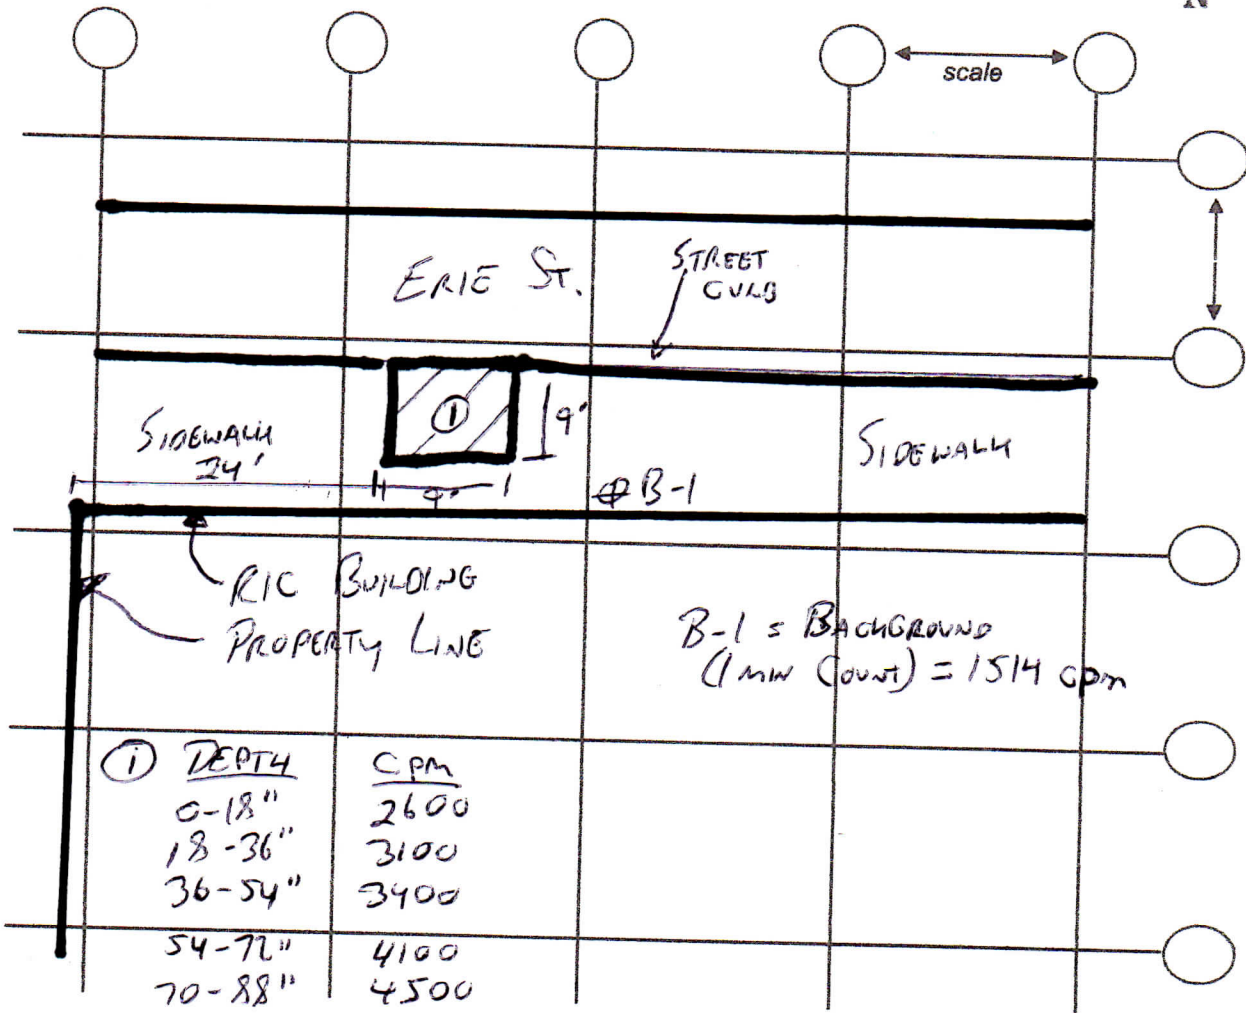 N
scale
ERIE ST.
STREET
CURB
①
9'
SIDEWALK
24'
9'
SIDEWALK
B-1
RIC BUILDING
PROPERTY LINE
B-1 = BACKGROUND
(1 MIN COUNT) = 1514 cpm
① DEPTH CPM
0-18" 2600
18-36" 3100
36-54" 3400
54-72" 4100
70-88" 4500